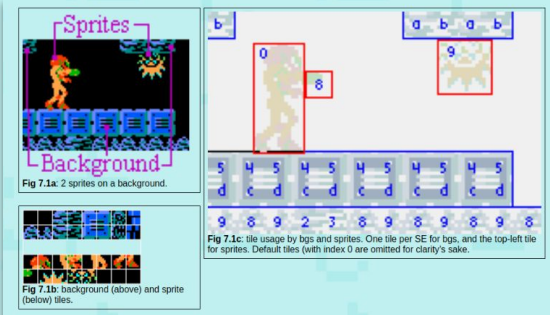 Sprites
Background
Fig 7.1a: 2 sprites on a background.
Fig 7.1b: background (above) and sprite
(below) tiles.
b
a b a b
0
8
9
5 4 5 4 5 4 5 4 5 4 5
d c d c d c d c d c d
9 8 9 2 3 8 9 8 9 8 9 8
Fig 7.1c: tile usage by bgs and sprites. One tile per SE for bgs, and the top-left tile
for sprites. Default tiles (with index 0 are omitted for clarity's sake.